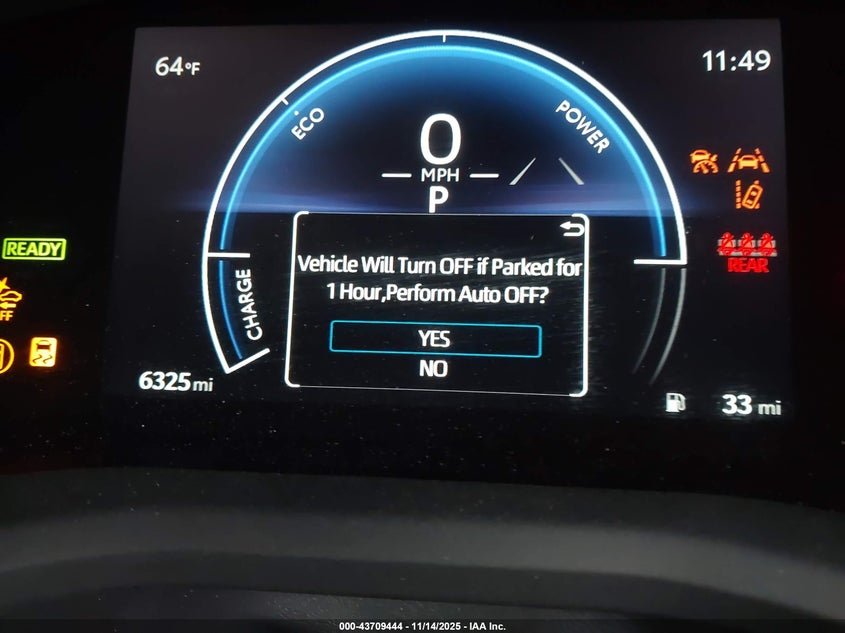 64°F
11:49
ECO
POWER
0
MPH
P
READY
REAR
Vehicle Will Turn OFF if Parked for
1 Hour,Perform Auto OFF?
CHARGE
YES
NO
6325 mi
33 mi
000-43709444 - 11/14/2025 - IAA Inc.